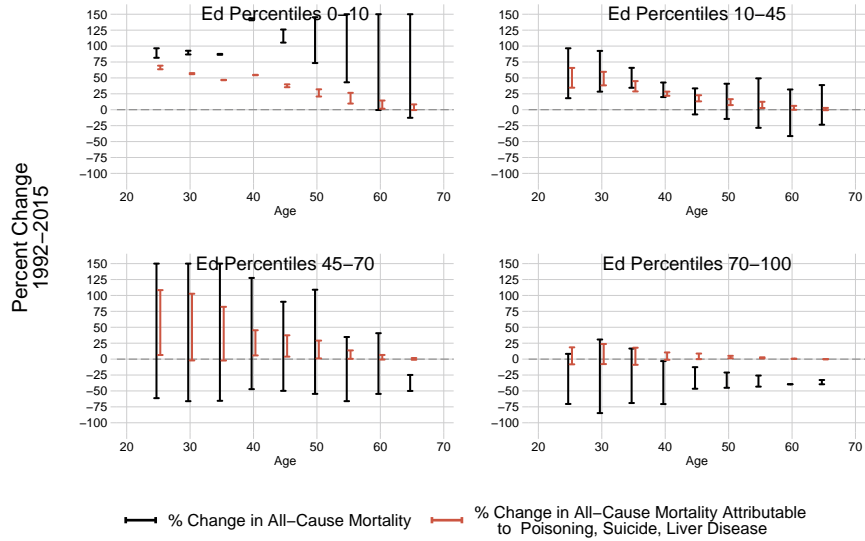 Percent Change
1992−2015
Ed Percentiles 0−10
150
125
100
75
50
25
0
−25
−50
−75
−100
20 30 40 50 60 70
Age
Ed Percentiles 10−45
150
125
100
75
50
25
0
−25
−50
−75
−100
20 30 40 50 60 70
Age
Ed Percentiles 45−70
150
125
100
75
50
25
0
−25
−50
−75
−100
20 30 40 50 60 70
Age
Ed Percentiles 70−100
150
125
100
75
50
25
0
−25
−50
−75
−100
20 30 40 50 60 70
Age
% Change in All−Cause Mortality
% Change in All−Cause Mortality Attributable
to Poisoning, Suicide, Liver Disease